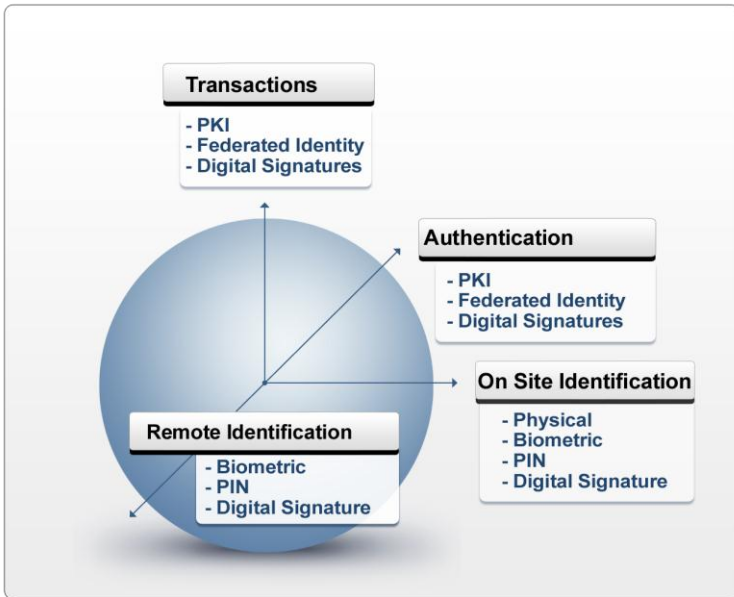 Transactions
- PKI
- Federated Identity
- Digital Signatures
Authentication
- PKI
- Federated Identity
- Digital Signatures
On Site Identification
- Physical
- Biometric
- PIN
- Digital Signature
Remote Identification
- Biometric
- PIN
- Digital Signature